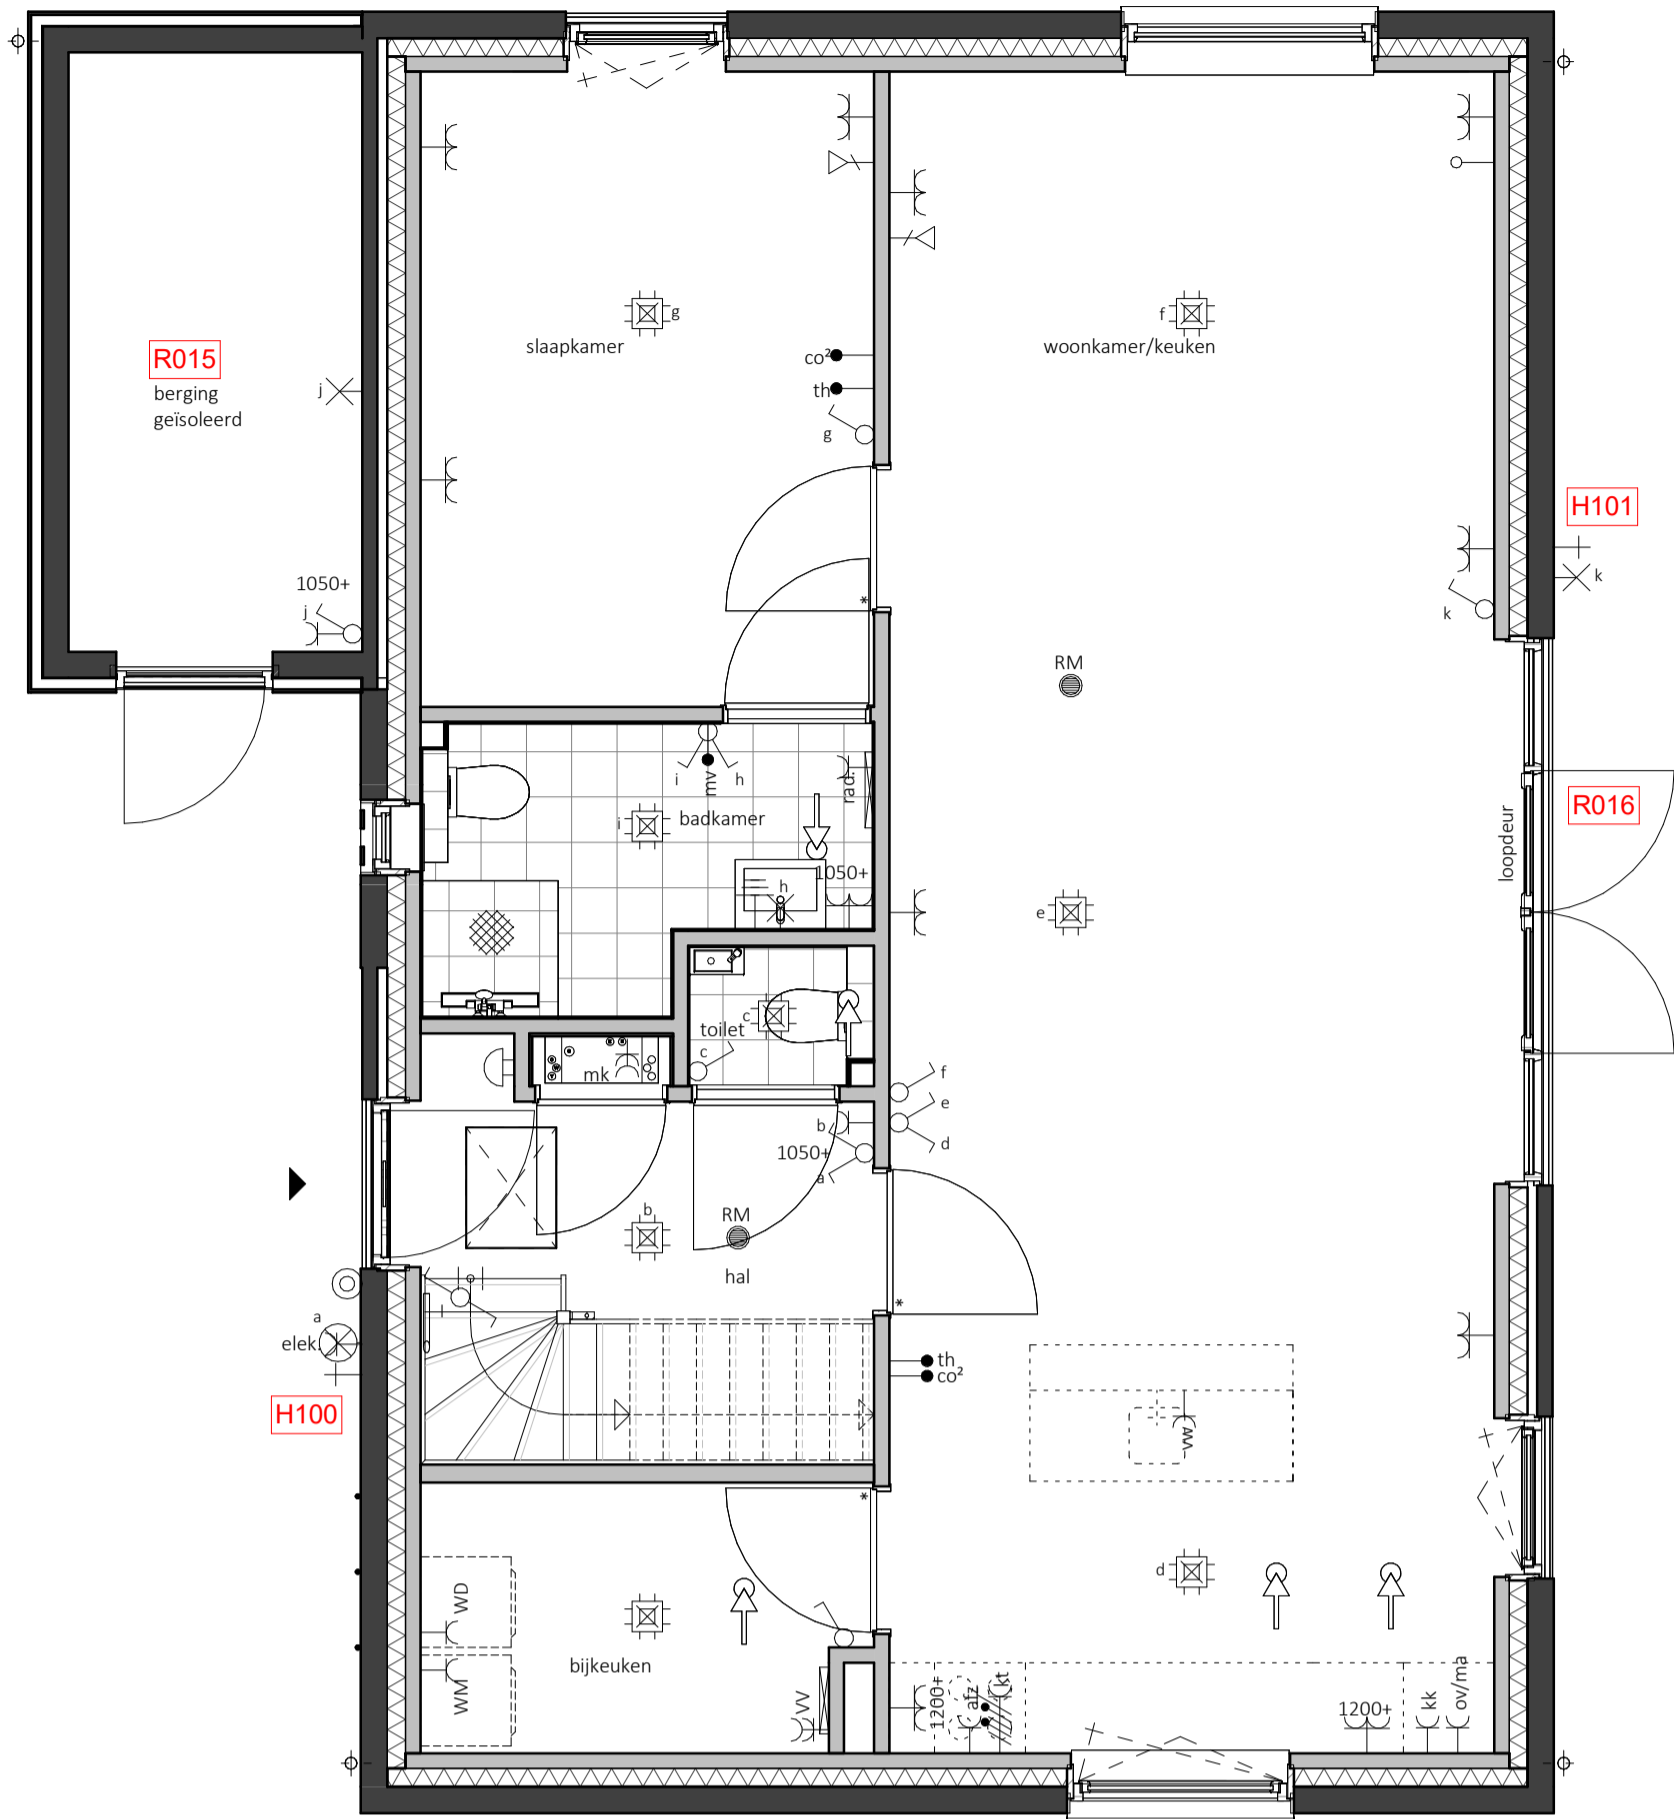 g
f
slaapkamer
woonkamer/keuken
R015
berging
geïsoleerd
j
co²
th
g
H101
k
k
1050+
j
*
RM
i
mv
h
rad.
i
badkamer
1050+
h
e
loopdeur
R016
c
toilet
c
mk
f
e
d
b
1050+
a
b
RM
hal
*
a
elek.
H100
th
co²
vw
*
d
WD
WM
bijkeuken
VV
1200+
afz
kt
1200+
kk
ov/ma